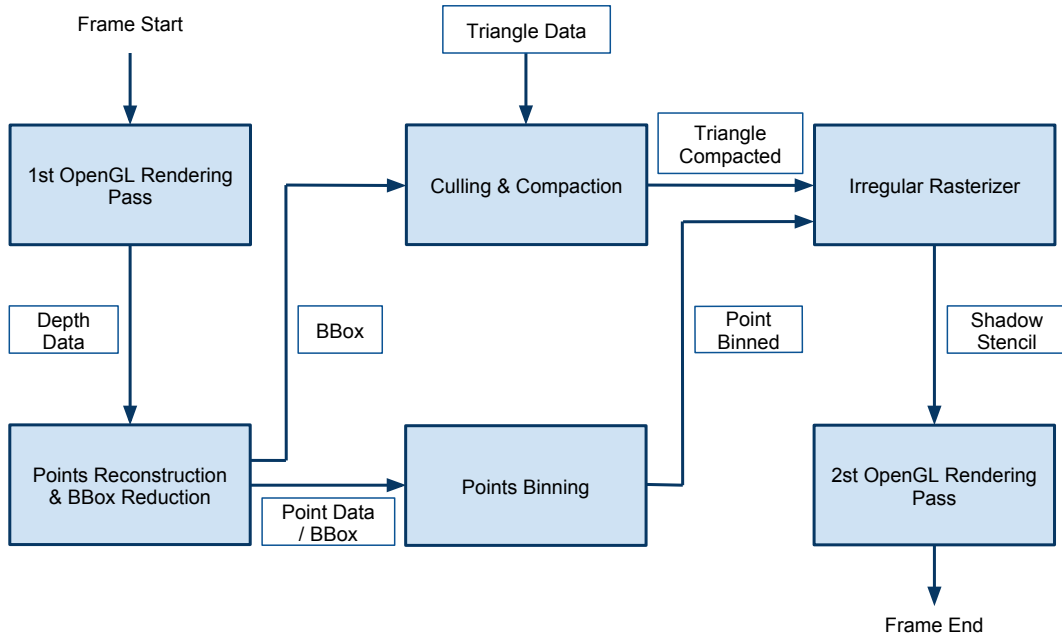 Frame Start
Triangle Data
1st OpenGL Rendering
Pass
Culling & Compaction
Triangle
Compacted
Irregular Rasterizer
Depth
Data
BBox
Point
Binned
Shadow
Stencil
Points Reconstruction
& BBox Reduction
Point Data
/ BBox
Points Binning
2st OpenGL Rendering
Pass
Frame End